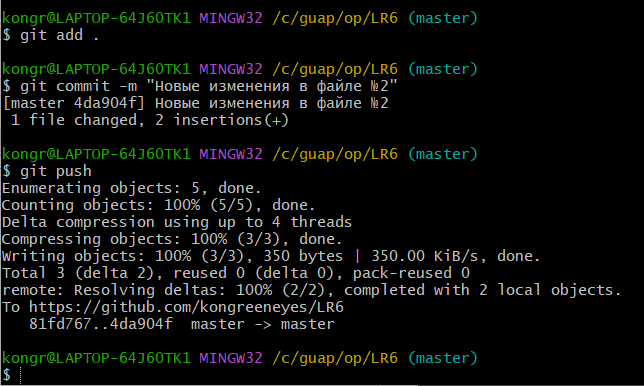 kongr@LAPTOP-64J6OTK1 MINGW32 /c/guap/op/LR6 (master)
$ git add .
kongr@LAPTOP-64J6OTK1 MINGW32 /c/guap/op/LR6 (master)
$ git commit -m "Новые изменения в файле №2"
[master 4da904f] Новые изменения в файле №2
 1 file changed, 2 insertions(+)
kongr@LAPTOP-64J6OTK1 MINGW32 /c/guap/op/LR6 (master)
$ git push
Enumerating objects: 5, done.
Counting objects: 100% (5/5), done.
Delta compression using up to 4 threads
Compressing objects: 100% (3/3), done.
Writing objects: 100% (3/3), 350 bytes | 350.00 KiB/s, done.
Total 3 (delta 2), reused 0 (delta 0), pack-reused 0
remote: Resolving deltas: 100% (2/2), completed with 2 local objects.
To https://github.com/kongreeneyes/LR6
   81fd767..4da904f  master -> master
kongr@LAPTOP-64J6OTK1 MINGW32 /c/guap/op/LR6 (master)
$